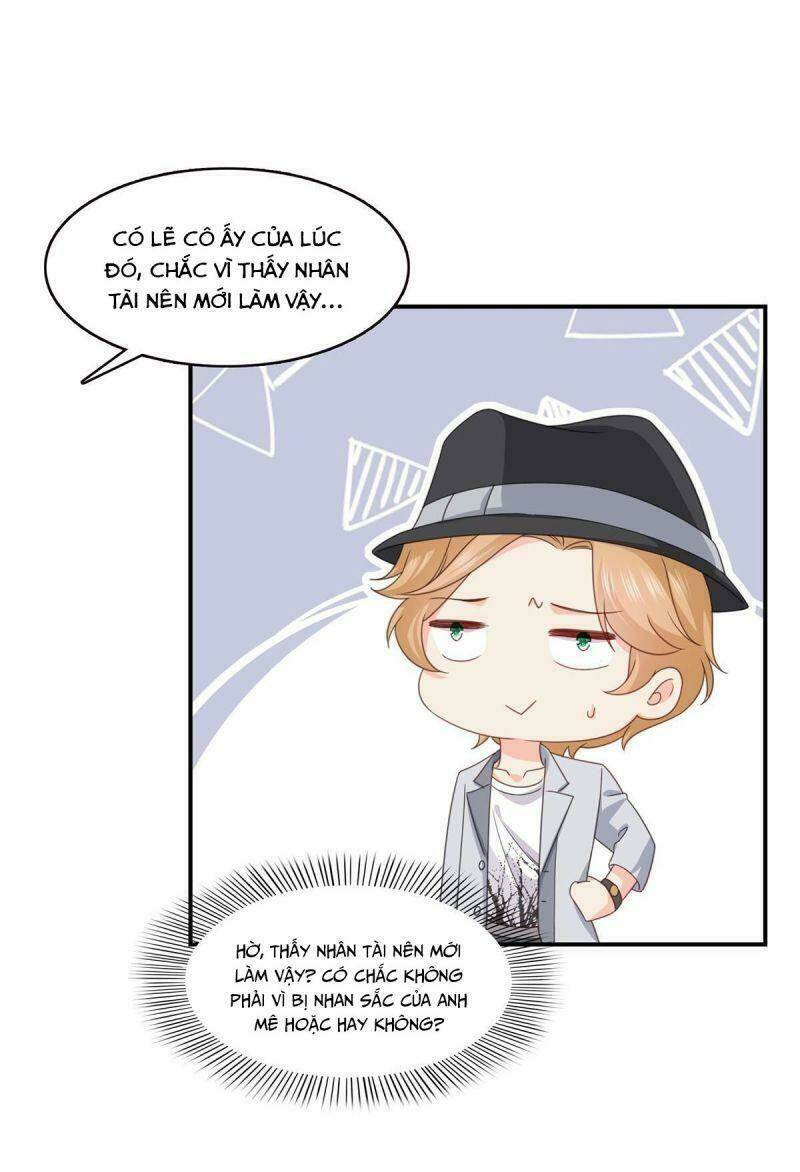 CÓ LẼ CÔ ẤY CỦA LÚC
ĐÓ, CHẮC VÌ THẤY NHÂN
TÀI NÊN MỚI LÀM VẬY...
HỜ, THẤY NHÂN TÀI NÊN MỚI
LÀM VẬY? CÓ CHẮC KHÔNG
PHẢI VÌ BỊ NHAN SẮC CỦA ANH
MÊ HOẶC HAY KHÔNG?